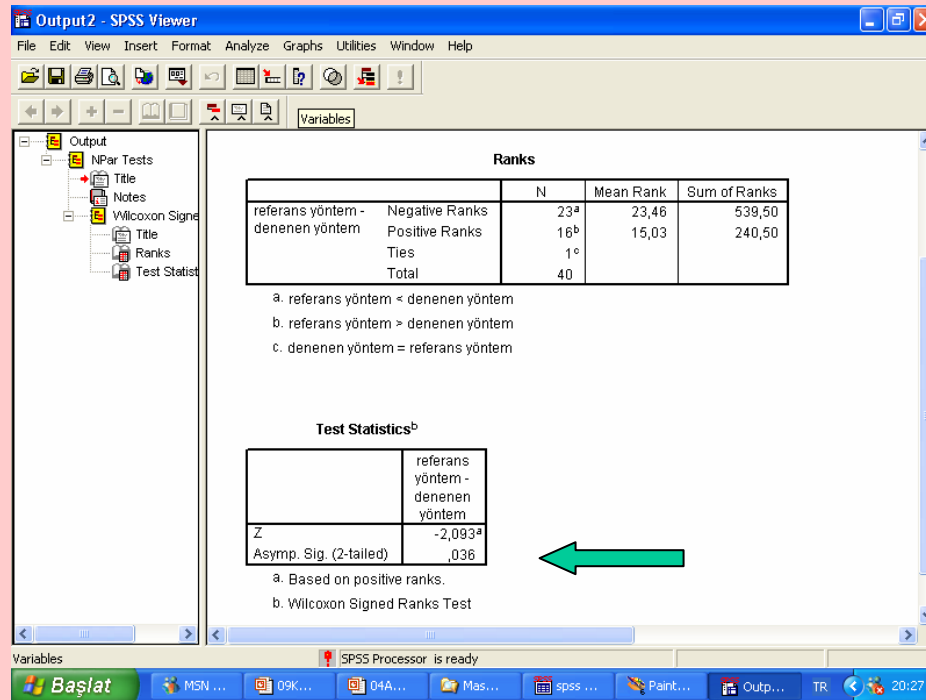 Output2 - SPSS Viewer
File Edit View Insert Format Analyze Graphs Utilities Window Help
Variables
Output
NPar Tests
Title
Notes
Wilcoxon Signe
Title
Ranks
Test Statist
Ranks
N Mean Rank Sum of Ranks
referans yöntem - Negative Ranks 23a 23,46 539,50
denenen yöntem Positive Ranks 16b 15,03 240,50
Ties 1c
Total 40
a. referans yöntem < denenen yöntem
b. referans yöntem > denenen yöntem
c. denenen yöntem = referans yöntem
Test Statisticsb
referans
yöntem -
denenen
yöntem
Z -2,093a
Asymp. Sig. (2-tailed) ,036
a. Based on positive ranks.
b. Wilcoxon Signed Ranks Test
Variables SPSS Processor is ready
Başlat MSN ... 09K... 04A... Mas... spss ... Paint... Outp... TR 20:27